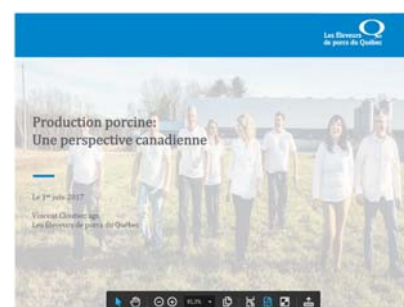 Les Éleveurs
de porcs du Québec
Production porcine:
Une perspective canadienne
Le 1er juin 2017
Vincent Cloutier, agr.
Les Éleveurs de porcs du Québec